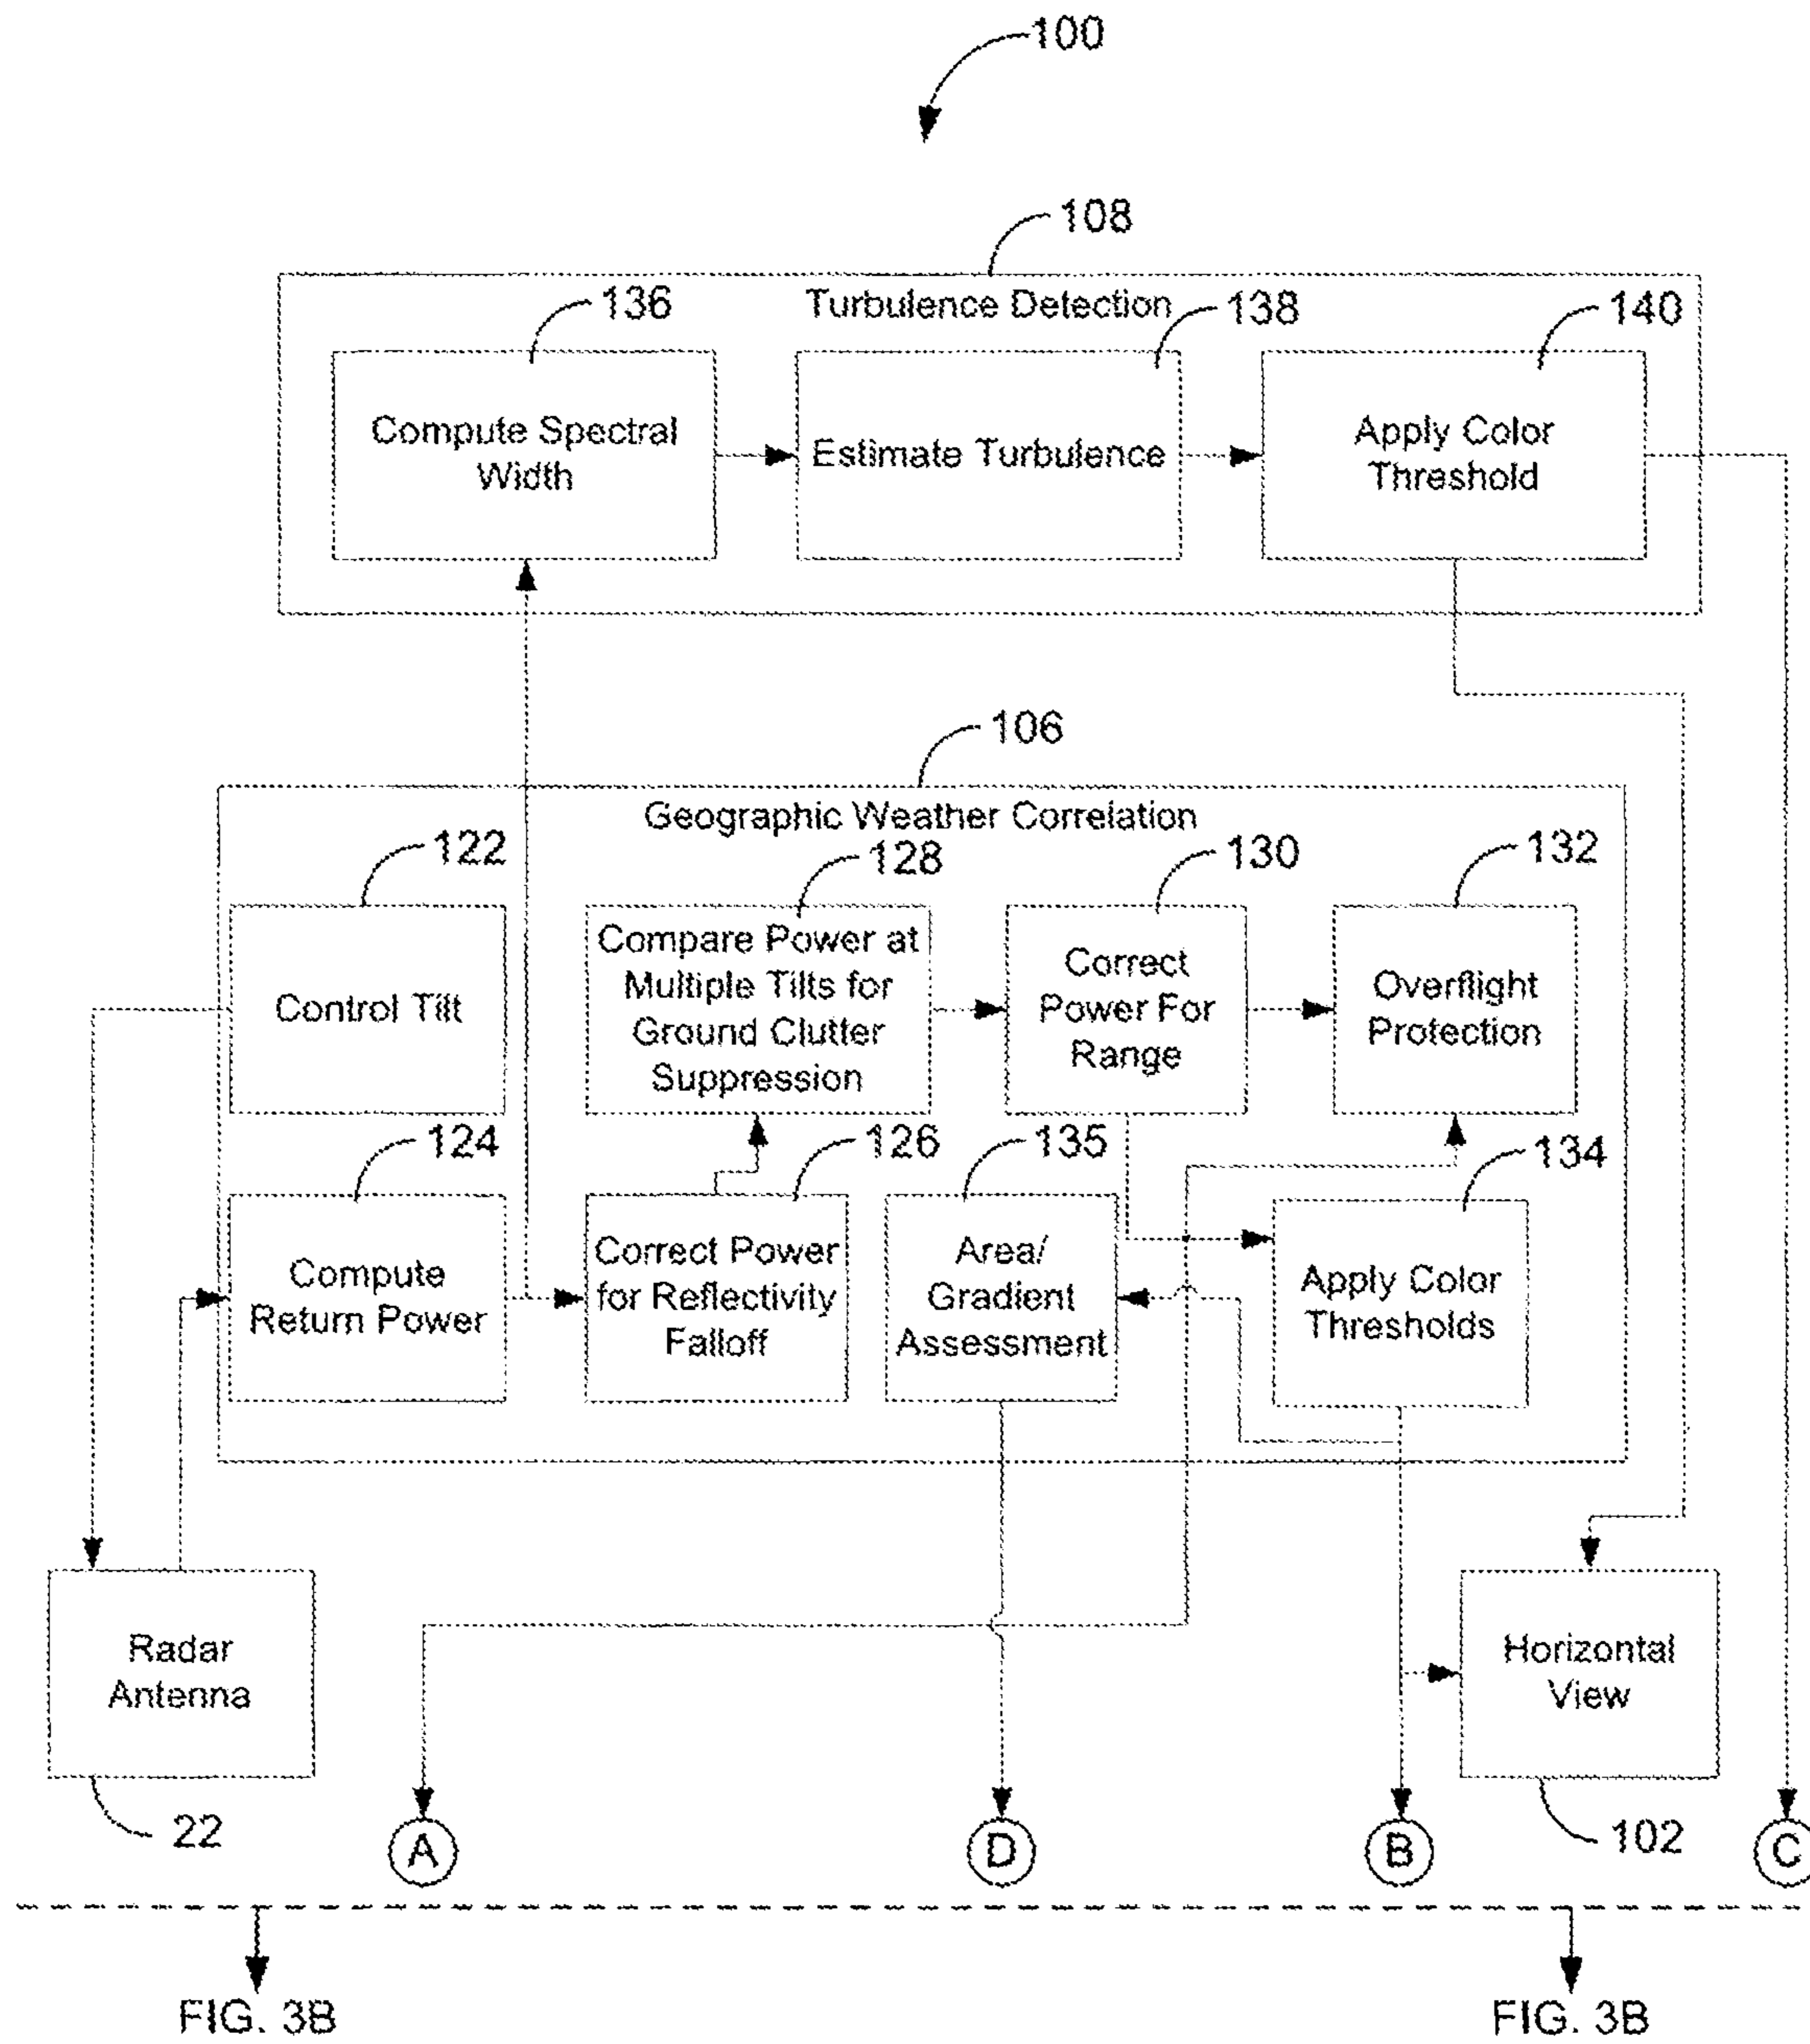 100
108
Turbulence Detection
136
138
140
Compute Spectral
Width
Estimate Turbulence
Apply Color
Threshold
106
Geographic Weather Correlation
122
128
130
132
Control Tilt
Compare Power at
Multiple Tilts for
Ground Clutter
Suppression
Correct
Power For
Range
Overflight
Protection
124
126
135
134
Compute
Return Power
Correct Power
for Reflectivity
Falloff
Area/
Gradient
Assessment
Apply Color
Thresholds
Radar
Antenna
Horizontal
View
22
A
D
B
102
C
FIG. 3B
FIG. 3B